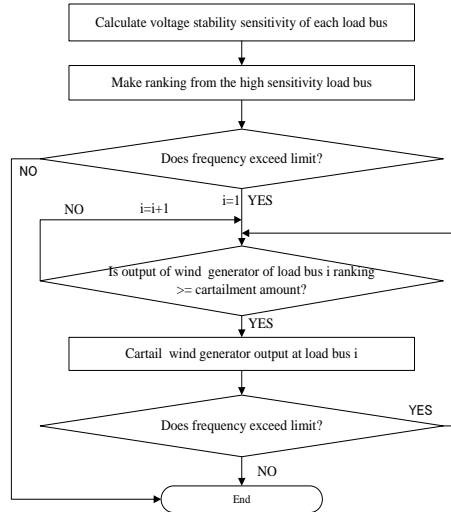 Calculate voltage stability sensitivity of each load bus
Make ranking from the high sensitivity load bus
Does frequency exceed limit?
NO
i=1 YES
NO i=i+1
Is output of wind generator of load bus i ranking
>= cartailment amount?
YES
Cartail wind generator output at load bus i
Does frequency exceed limit?
YES
NO
End